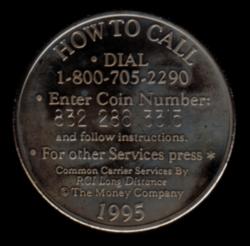 HOW TO CALL
• DIAL
1-800-705-2290
• Enter Coin Number:
832 288 3315
and follow instructions.
• For other Services press *
Common Carrier Services By
RCI Long Distance
© The Money Company
1995